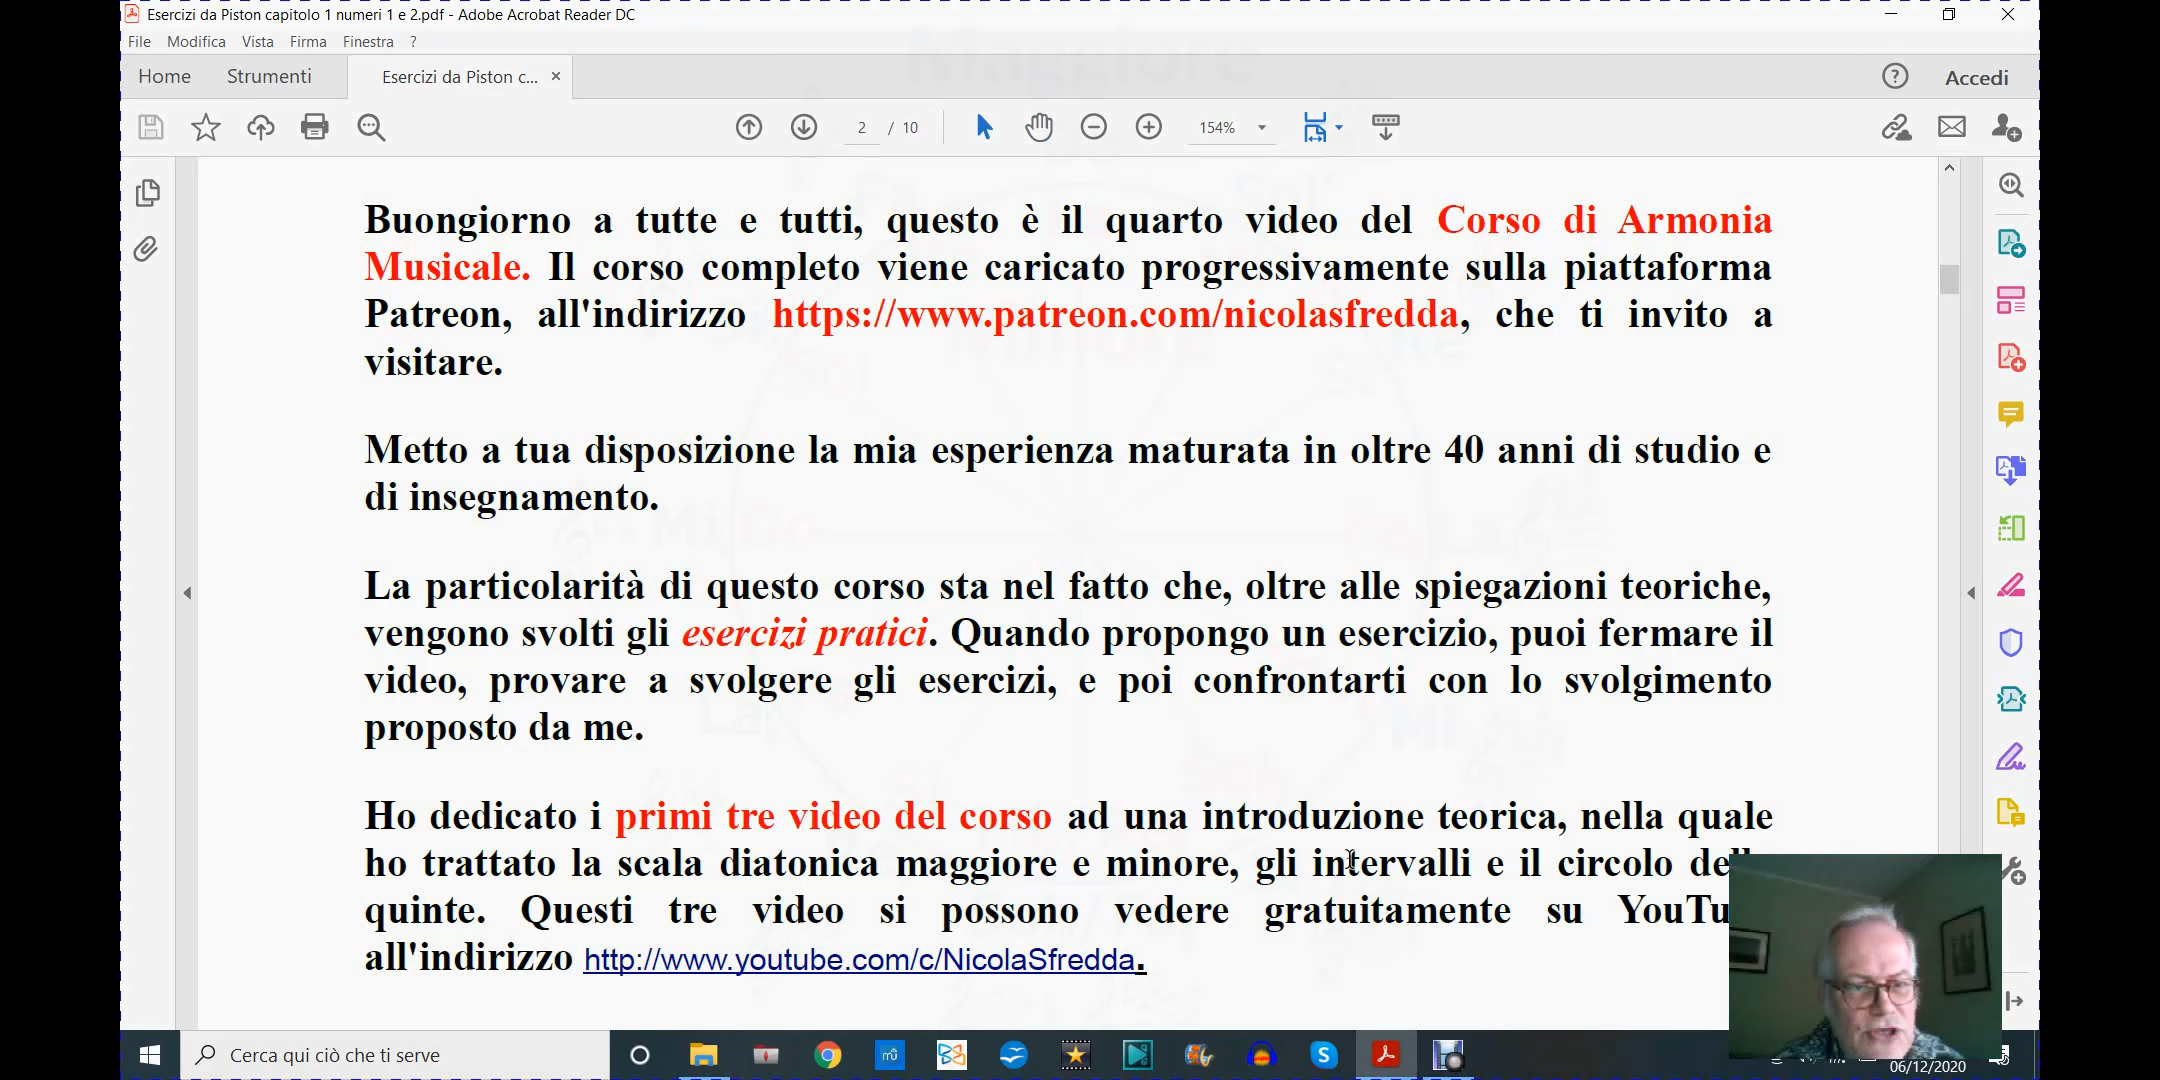 Esercizi da Piston capitolo 1 numeri 1 e 2.pdf - Adobe Acrobat Reader DC
File Modifica Vista Firma Finestra ?
Home Strumenti Esercizi da Piston c... × Accedi
2 / 10 154%
Buongiorno a tutte e tutti, questo è il quarto video del Corso di Armonia
Musicale. Il corso completo viene caricato progressivamente sulla piattaforma
Patreon, all'indirizzo https://www.patreon.com/nicolasfredda, che ti invito a
visitare.
Metto a tua disposizione la mia esperienza maturata in oltre 40 anni di studio e
di insegnamento.
La particolarità di questo corso sta nel fatto che, oltre alle spiegazioni teoriche,
vengono svolti gli esercizi pratici. Quando propongo un esercizio, puoi fermare il
video, provare a svolgere gli esercizi, e poi confrontarti con lo svolgimento
proposto da me.
Ho dedicato i primi tre video del corso ad una introduzione teorica, nella quale
ho trattato la scala diatonica maggiore e minore, gli intervalli e il circolo
quinte. Questi tre video si possono vedere gratuitamente su YouTu
all'indirizzo http://www.youtube.com/c/NicolaSfredda.
Cerca qui ciò che ti serve
06/12/2020